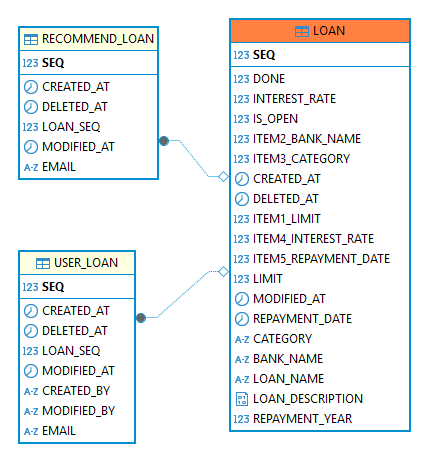 RECOMMEND_LOAN
123 SEQ
CREATED_AT
DELETED_AT
123 LOAN_SEQ
MODIFIED_AT
A-Z EMAIL
LOAN
123 SEQ
123 DONE
123 INTEREST_RATE
123 IS_OPEN
123 ITEM2_BANK_NAME
123 ITEM3_CATEGORY
CREATED_AT
DELETED_AT
123 ITEM1_LIMIT
123 ITEM4_INTEREST_RATE
123 ITEM5_REPAYMENT_DATE
123 LIMIT
MODIFIED_AT
REPAYMENT_DATE
A-Z CATEGORY
A-Z BANK_NAME
A-Z LOAN_NAME
LOAN_DESCRIPTION
123 REPAYMENT_YEAR
USER_LOAN
123 SEQ
CREATED_AT
DELETED_AT
123 LOAN_SEQ
MODIFIED_AT
A-Z CREATED_BY
A-Z MODIFIED_BY
A-Z EMAIL